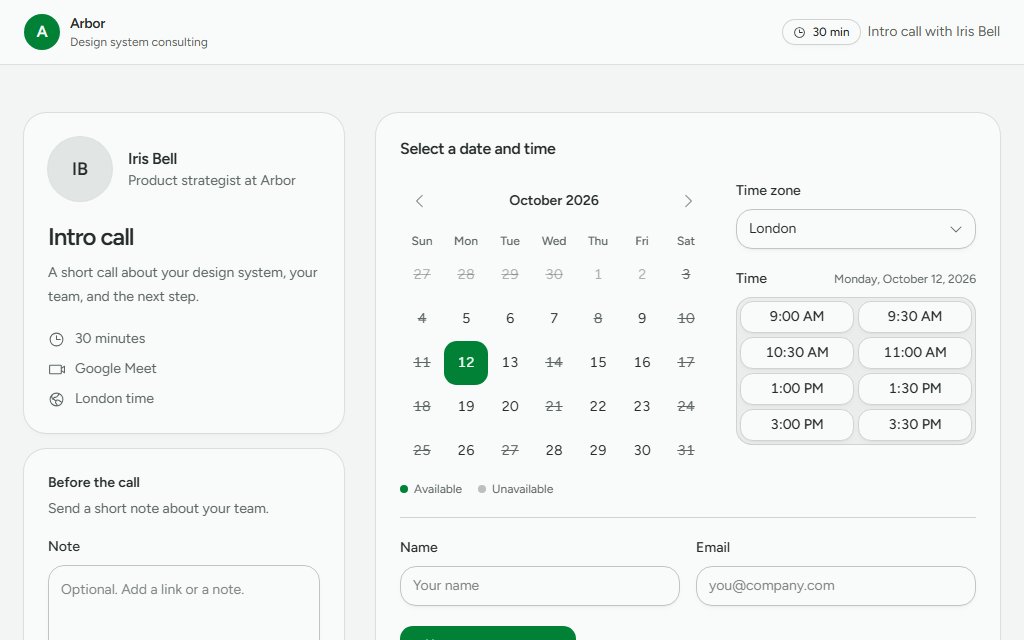 A
Arbor
Design system consulting
30 min
Intro call with Iris Bell
IB
Iris Bell
Product strategist at Arbor
Intro call
A short call about your design system, your
team, and the next step.
30 minutes
Google Meet
London time
Before the call
Send a short note about your team.
Note
Optional. Add a link or a note.
Select a date and time
October 2026
Sun Mon Tue Wed Thu Fri Sat
27 28 29 30 1 2 3
4 5 6 7 8 9 10
11 12 13 14 15 16 17
18 19 20 21 22 23 24
25 26 27 28 29 30 31
Available Unavailable
Time zone
London
Time Monday, October 12, 2026
9:00 AM 9:30 AM
10:30 AM 11:00 AM
1:00 PM 1:30 PM
3:00 PM 3:30 PM
Name Email
Your name you@company.com